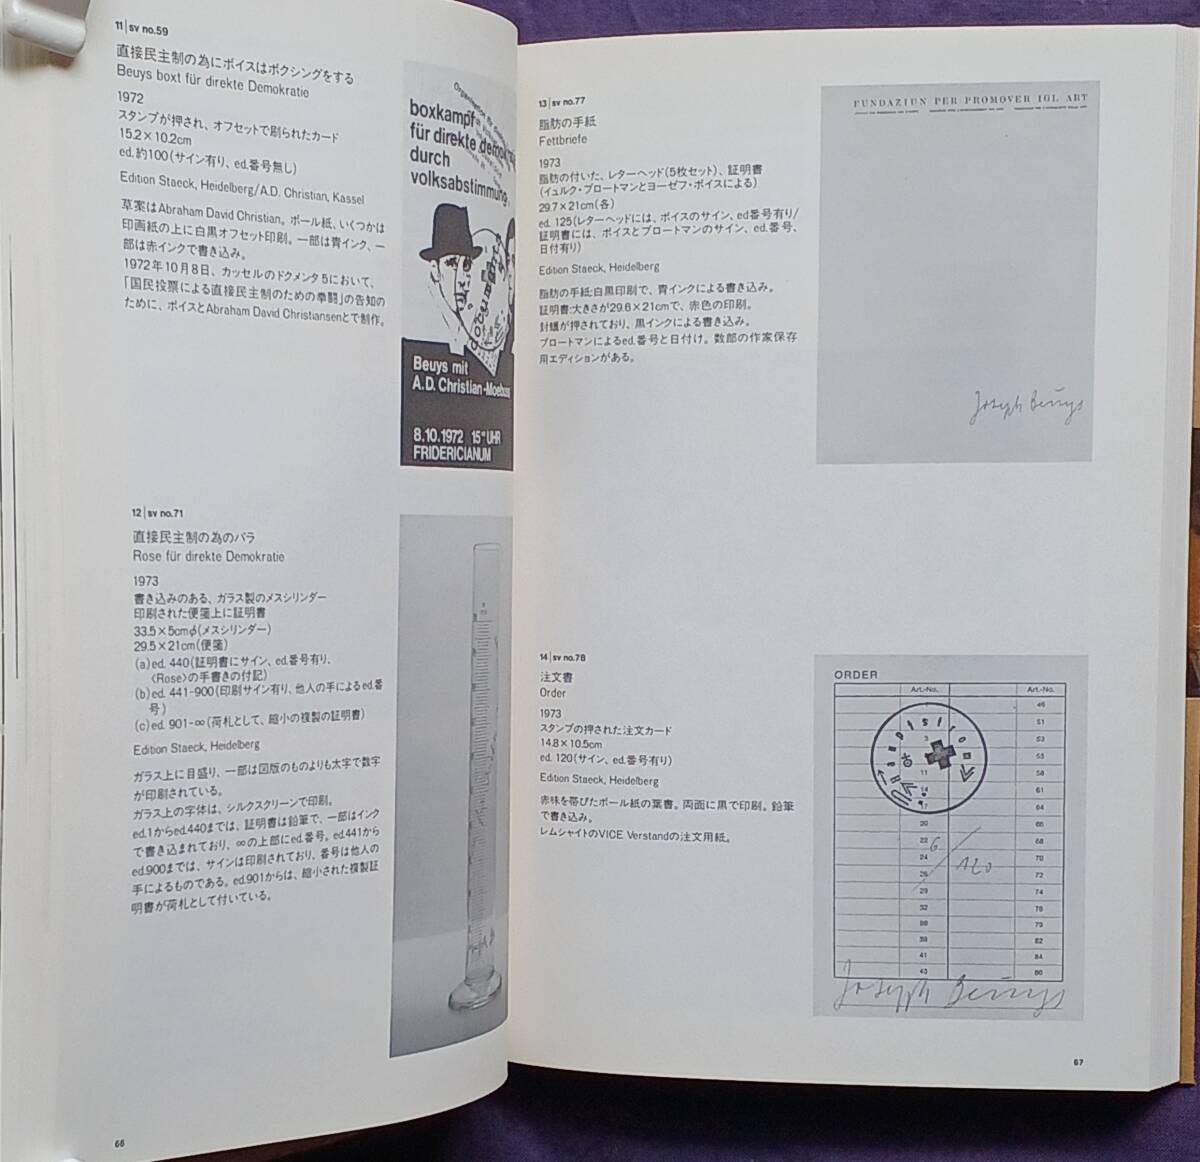 11|sv no.59
直接民主制の為にボイスはボクシングをする
Beuys boxt für direkte Demokratie
1972
スタンプが押され、オフセットで刷られたカード
15.2×10.2cm
ed.約100(サイン有り、ed.番号無し)
Edition Staeck, Heidelberg/A.D. Christian, Kassel
草案はAbraham David Christian。ボール紙、いくつかは
印画紙の上に白黒オフセット印刷。一部は青インク、一
部は赤インクで書き込み。
1972年10月8日、カッセルのドクメンタ5において、
「国民投票による直接民主制のための拳闘」の告知の
ために、ボイスとAbraham David Christiansenとで制作。
boxkampf
für direkte demok
durch
volksabstimmung
Beuys mit
A.D. Christian-Moebuss
8.10.1972 15 UHR
FRIDERICIANUM
12|sv no.71
直接民主制の為のバラ
Rose für direkte Demokratie
1973
書き込みのある、ガラス製のメスシリンダー
印刷された便箋上に証明書
33.5×5cmφ(メスシリンダー)
29.5×21cm(便箋)
(a)ed. 440(証明書にサイン、ed.番号有り、
〈Rose〉の手書きの付記)
(b)ed. 441-900(印刷サイン有り、他人の手によるed.番
号)
(c)ed. 901-∞(荷札として、縮小の複製の証明書)
Edition Staeck, Heidelberg
ガラス上に目盛り、一部は図版のものよりも太字で数字
が印刷されている。
ガラス上の字体は、シルクスクリーンで印刷。
ed.1からed.440までは、証明書は鉛筆で、一部はインク
で書き込まれており、∞の上部にed.番号。ed.441から
ed.900までは、サインは印刷されており、番号は他人の
手によるものである。ed.901からは、縮小された複製証
明書が荷札として付いている。
66
13|sv no.77
脂肪の手紙
Fettbriefe
1973
脂肪の付いた、レターヘッド(5枚セット)、証明書
(イュルク・ブロートマンとヨーゼフ・ボイスによる)
29.7×21cm(各)
ed. 125(レターヘッドには、ボイスのサイン、ed番号有り/
証明書には、ボイスとブロートマンのサイン、ed.番号、
日付有り)
Edition Staeck, Heidelberg
脂肪の手紙:白黒印刷で、青インクによる書き込み。
証明書:大きさが29.6×21cmで、赤色の印刷。
封蠟が押されており、黒インクによる書き込み。
ブロートマンによるed.番号と日付け。数部の作家保存
用エディションがある。
FUNDAZIUN PER PROMOVER IGL ART
Joseph Beuys
14|sv no.78
注文書
Order
1973
スタンプの押された注文カード
14.8×10.5cm
ed. 120(サイン、ed.番号有り)
Edition Staeck, Heidelberg
赤味を帯びたボール紙の葉書。両面に黒で印刷。鉛筆
で書き込み。
レムシャイトのVICE Verstandの注文用紙。
ORDER
Art.-No. Art.-No.
46
51
3 53
55
58
11 61
14 64
17 66
20 68
22 70
24 72
26 74
29 78
32 79
82
39 84
41 86
43
6/120
Hauptstrom
Joseph Beuys
67